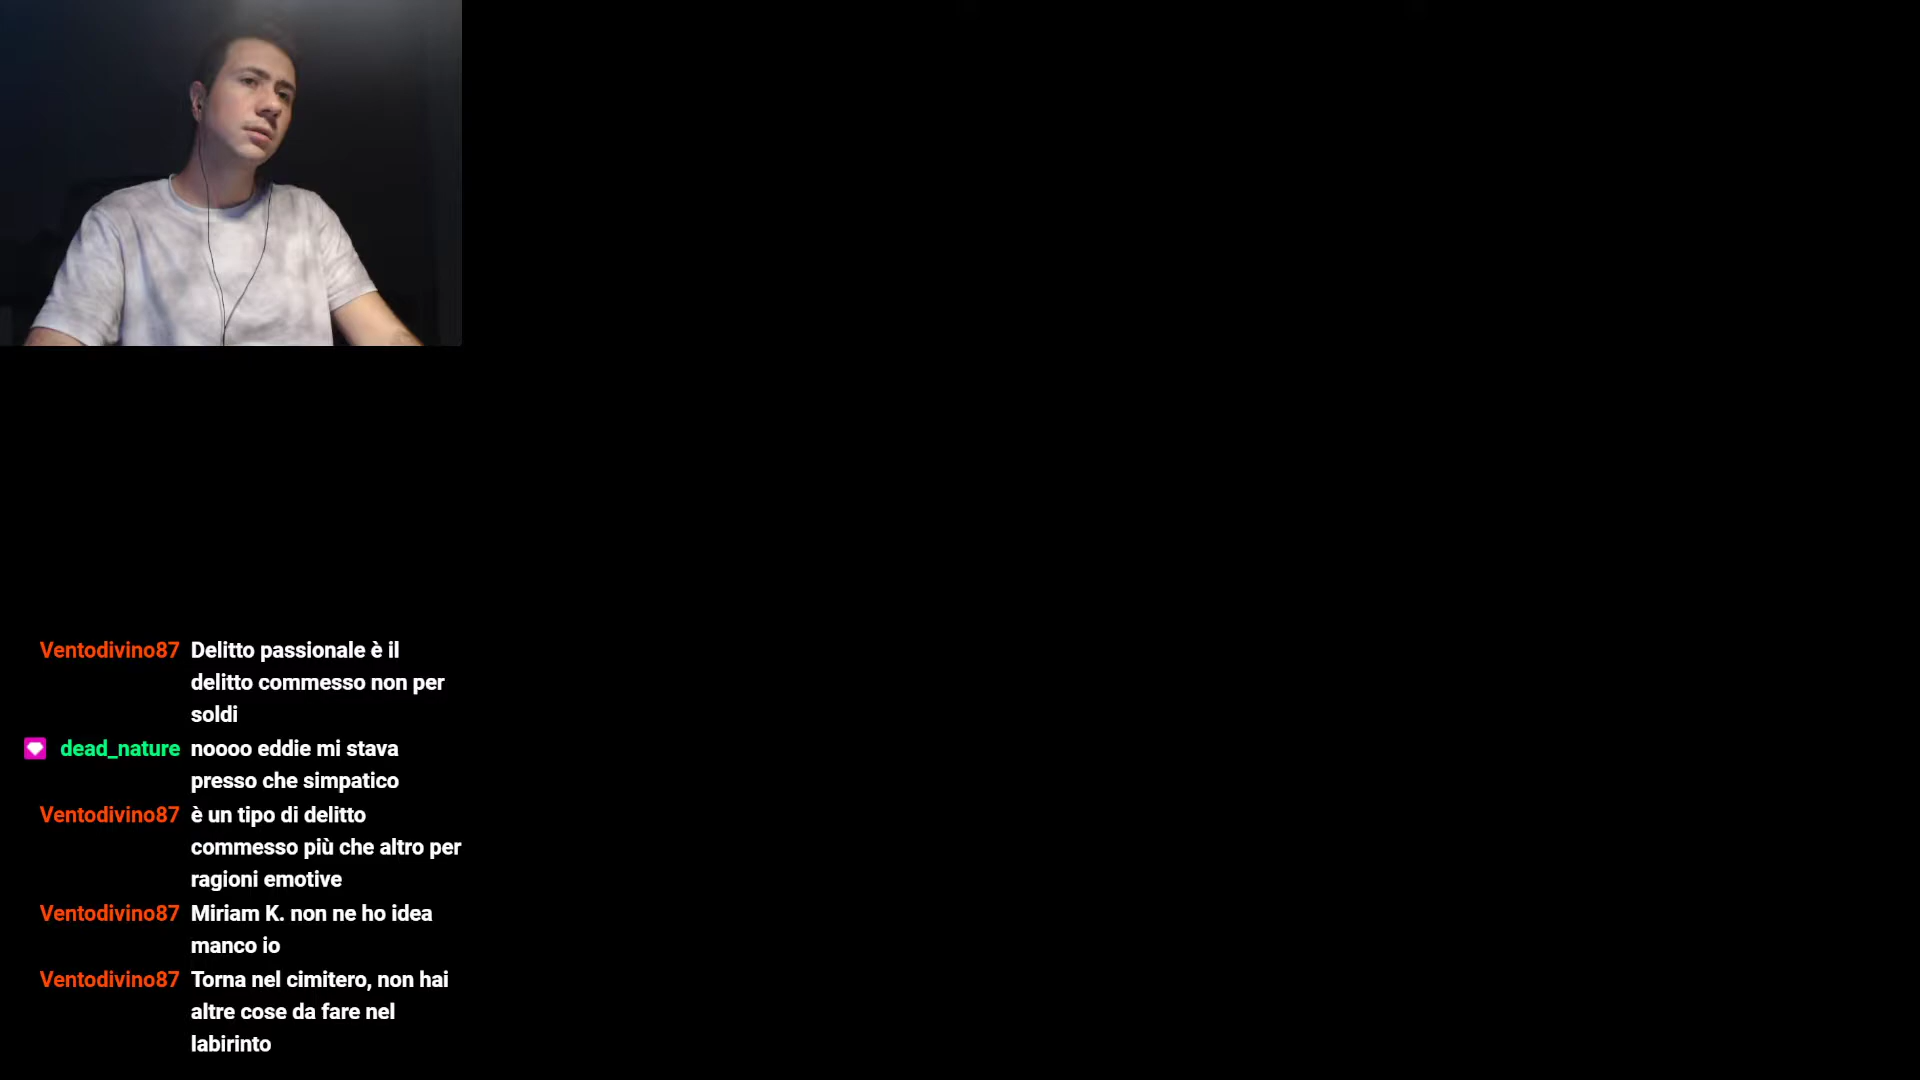 Ventodivino87 Delitto passionale è il
delitto commesso non per
soldi
dead_nature noooo eddie mi stava
presso che simpatico
Ventodivino87 è un tipo di delitto
commesso più che altro per
ragioni emotive
Ventodivino87 Miriam K. non ne ho idea
manco io
Ventodivino87 Torna nel cimitero, non hai
altre cose da fare nel
labirinto